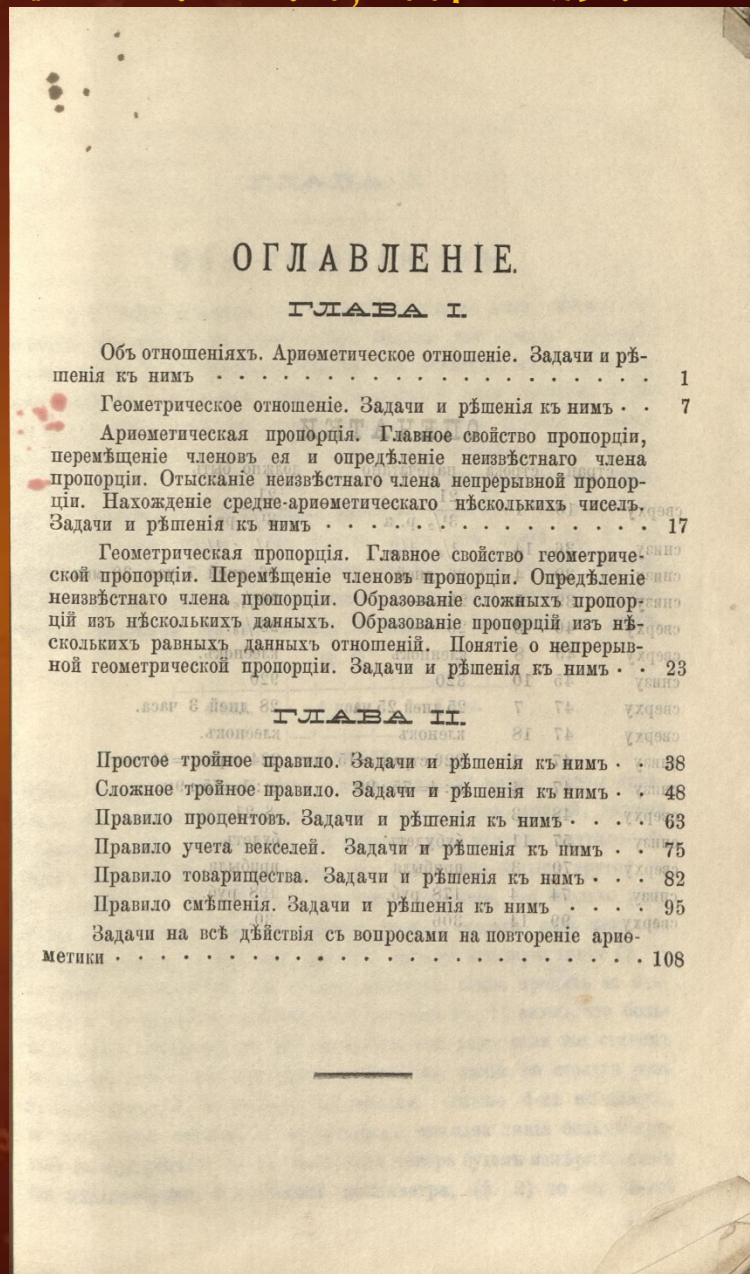 ОГЛАВЛЕНІЕ.
ГЛАВА I.
Объ отношеніяхъ. Ариѳметическое отношеніе. Задачи и рѣ-
шенія къ нимъ . . . . . . . . . . . . . . . . . . . 1
Геометрическое отношеніе. Задачи и рѣшенія къ нимъ . . 7
Ариѳметическая пропорція. Главное свойство пропорціи,
перемѣщеніе членовъ ея и опредѣленіе неизвѣстнаго члена
пропорціи. Отысканіе неизвѣстнаго члена непрерывной пропор-
ціи. Нахожденіе средне-ариѳметическаго нѣсколькихъ чиселъ.
Задачи и рѣшенія къ нимъ . . . . . . . . . . . . . . . 17
Геометрическая пропорція. Главное свойство геометриче-
ской пропорціи. Перемѣщеніе членовъ пропорціи. Опредѣленіе
неизвѣстнаго члена пропорціи. Образованіе сложныхъ пропор-
цій изъ нѣсколькихъ данныхъ. Образованіе пропорцій изъ нѣ-
сколькихъ равныхъ данныхъ отношеній. Понятіе о непрерыв-
ной геометрической пропорціи. Задачи и рѣшенія къ нимъ . . 23
ГЛАВА II.
Простое тройное правило. Задачи и рѣшенія къ нимъ . . 38
Сложное тройное правило. Задачи и рѣшенія къ нимъ . . 48
Правило процентовъ. Задачи и рѣшенія къ нимъ . . . . 63
Правило учета векселей. Задачи и рѣшенія къ нимъ . . 75
Правило товарищества. Задачи и рѣшенія къ нимъ . . . 82
Правило смѣшенія. Задачи и рѣшенія къ нимъ . . . . 95
Задачи на всѣ дѣйствія съ вопросами на повтореніе ариѳ-
метики . . . . . . . . . . . . . . . . . . . . . . . 108